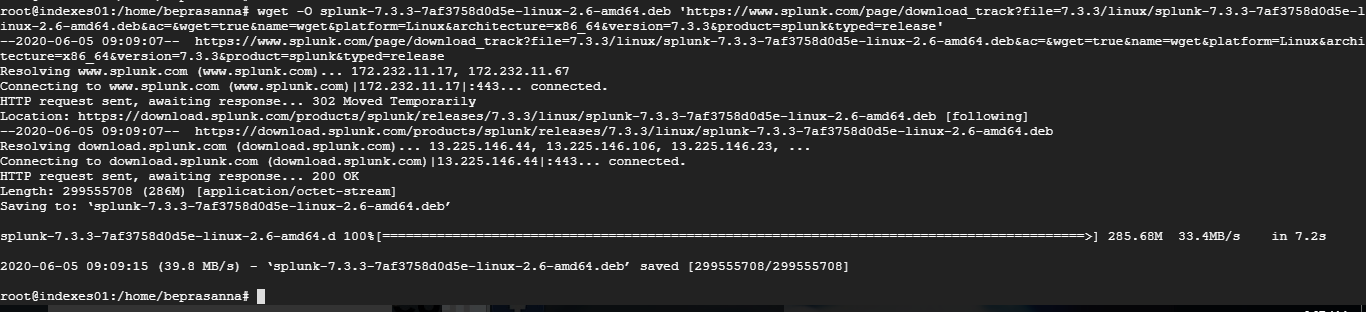 root@indexes01:/home/beprasanna# wget -O splunk-7.3.3-7af3758d0d5e-linux-2.6-amd64.deb 'https://www.splunk.com/page/download_track?file=7.3.3/linux/splunk-7.3.3-7af3758d0d5e-l
inux-2.6-amd64.deb&ac=&wget=true&name=wget&platform=Linux&architecture=x86_64&version=7.3.3&product=splunk&typed=release'
--2020-06-05 09:09:07--  https://www.splunk.com/page/download_track?file=7.3.3/linux/splunk-7.3.3-7af3758d0d5e-linux-2.6-amd64.deb&ac=&wget=true&name=wget&platform=Linux&archi
tecture=x86_64&version=7.3.3&product=splunk&typed=release
Resolving www.splunk.com (www.splunk.com)... 172.232.11.17, 172.232.11.67
Connecting to www.splunk.com (www.splunk.com)|172.232.11.17|:443... connected.
HTTP request sent, awaiting response... 302 Moved Temporarily
Location: https://download.splunk.com/products/splunk/releases/7.3.3/linux/splunk-7.3.3-7af3758d0d5e-linux-2.6-amd64.deb [following]
--2020-06-05 09:09:07--  https://download.splunk.com/products/splunk/releases/7.3.3/linux/splunk-7.3.3-7af3758d0d5e-linux-2.6-amd64.deb
Resolving download.splunk.com (download.splunk.com)... 13.225.146.44, 13.225.146.106, 13.225.146.23, ...
Connecting to download.splunk.com (download.splunk.com)|13.225.146.44|:443... connected.
HTTP request sent, awaiting response... 200 OK
Length: 299555708 (286M) [application/octet-stream]
Saving to: ‘splunk-7.3.3-7af3758d0d5e-linux-2.6-amd64.deb’
splunk-7.3.3-7af3758d0d5e-linux-2.6-amd64.d 100%[==========================================================================================>] 285.68M  33.4MB/s    in 7.2s
2020-06-05 09:09:15 (39.8 MB/s) - ‘splunk-7.3.3-7af3758d0d5e-linux-2.6-amd64.deb’ saved [299555708/299555708]
root@indexes01:/home/beprasanna#